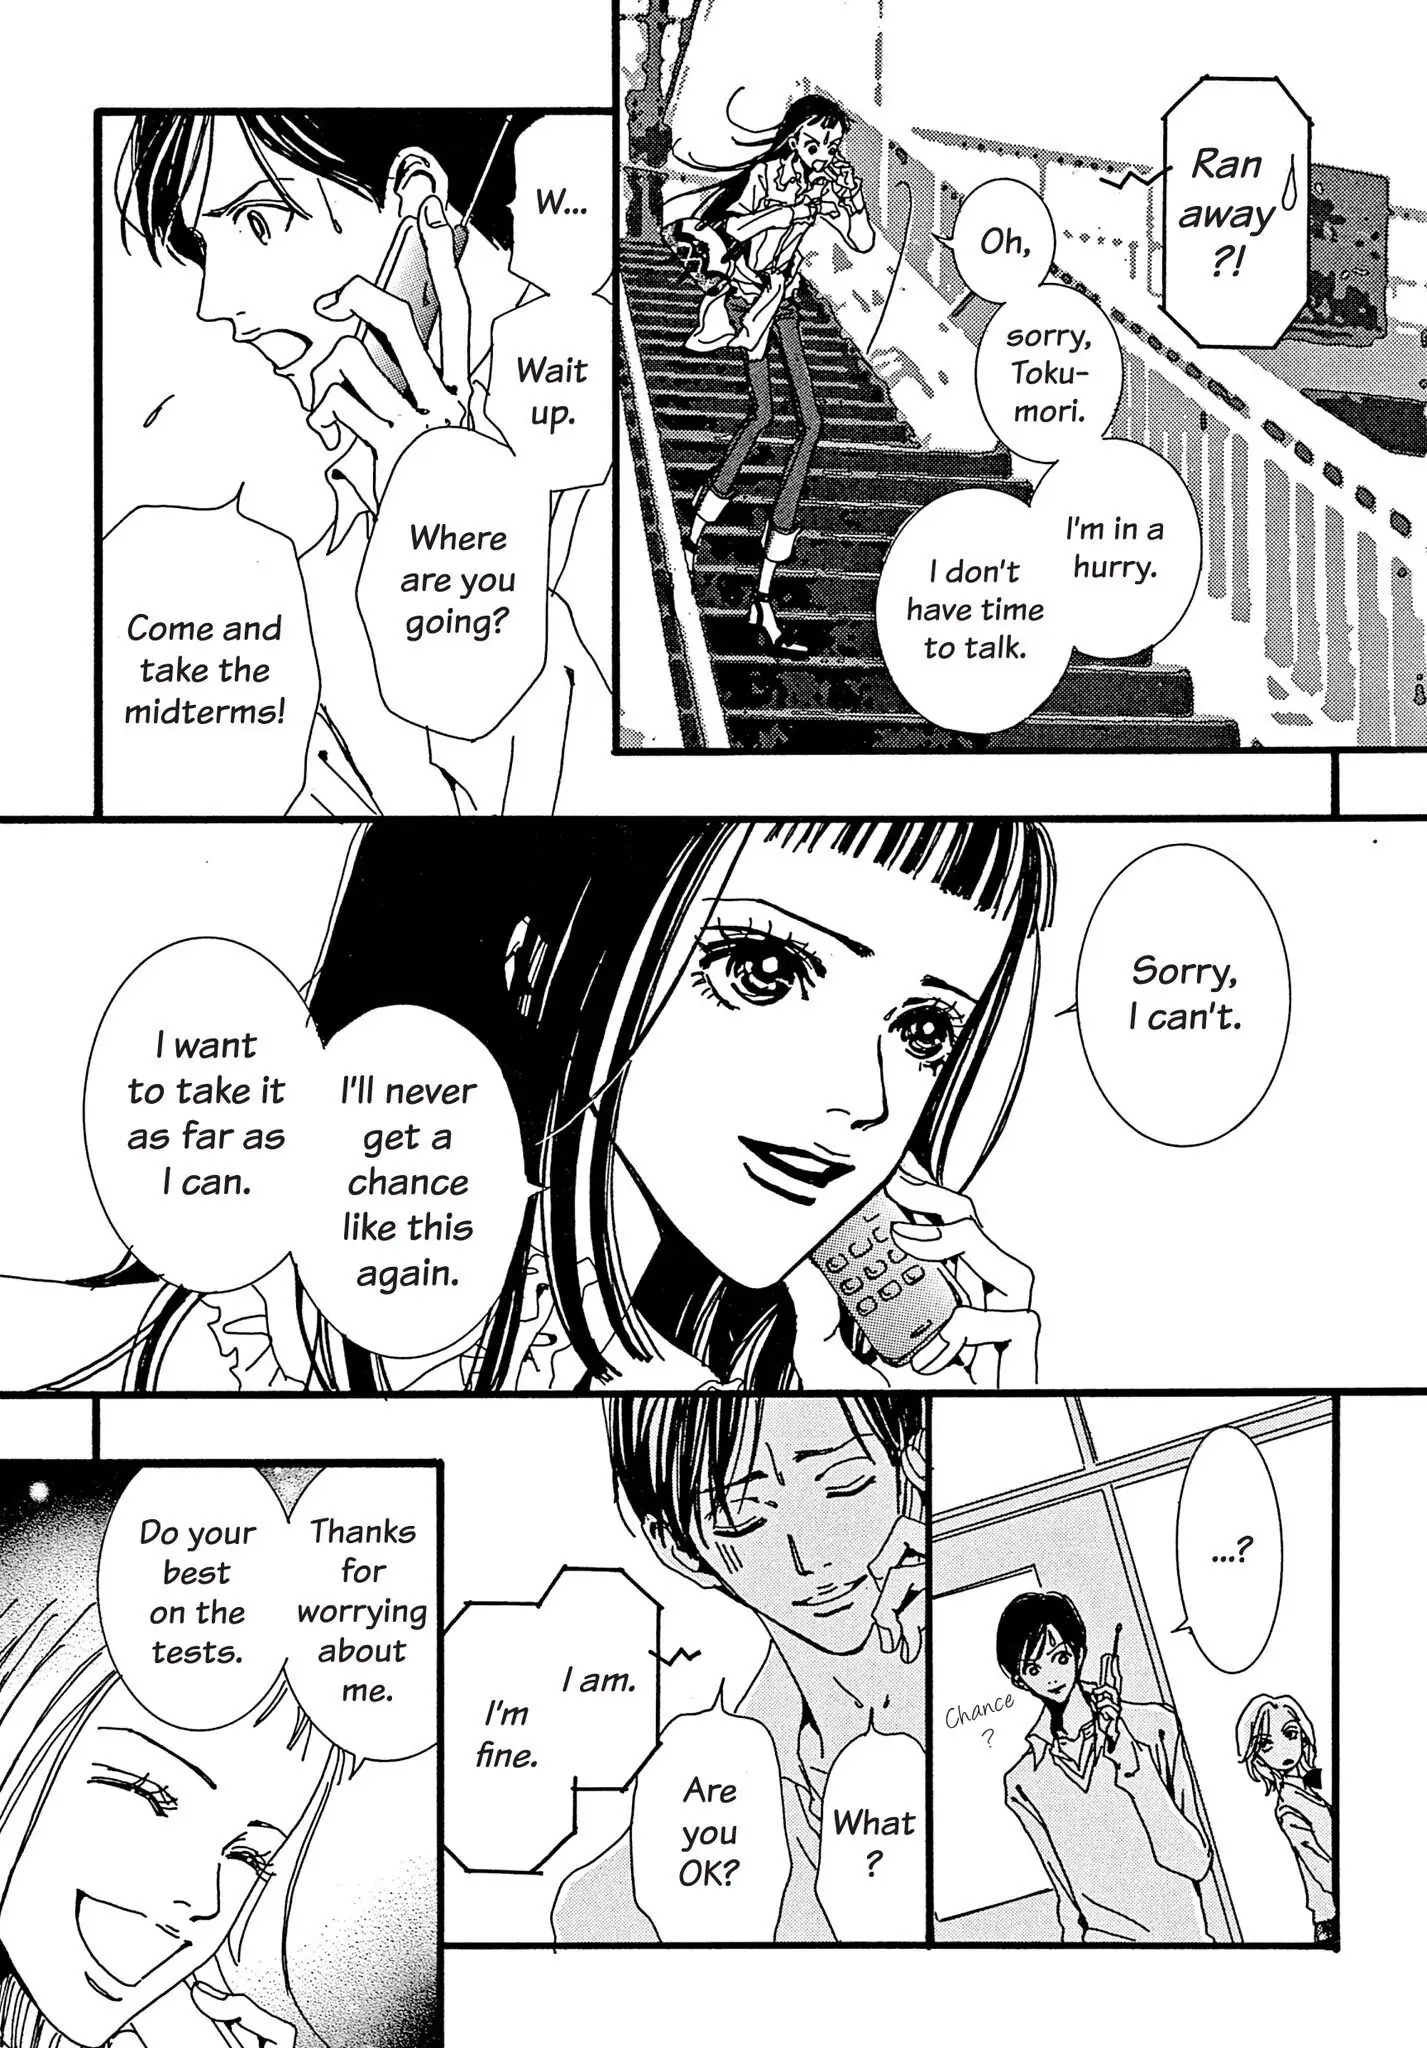 Ran
away
?!
Oh,
sorry,
Toku-
mori.
I'm in a
hurry.
I don't
have time
to talk.
W...
Wait
up.
Where
are you
going?
Come and
take the
midterms!
Sorry,
I can't.
I'll never
get a
chance
like this
again.
I want
to take it
as far as
I can.
...?
Chance
?
What
?
Are
you
OK?
I am.
I'm
fine.
Thanks
for
worrying
about
me.
Do your
best
on the
tests.